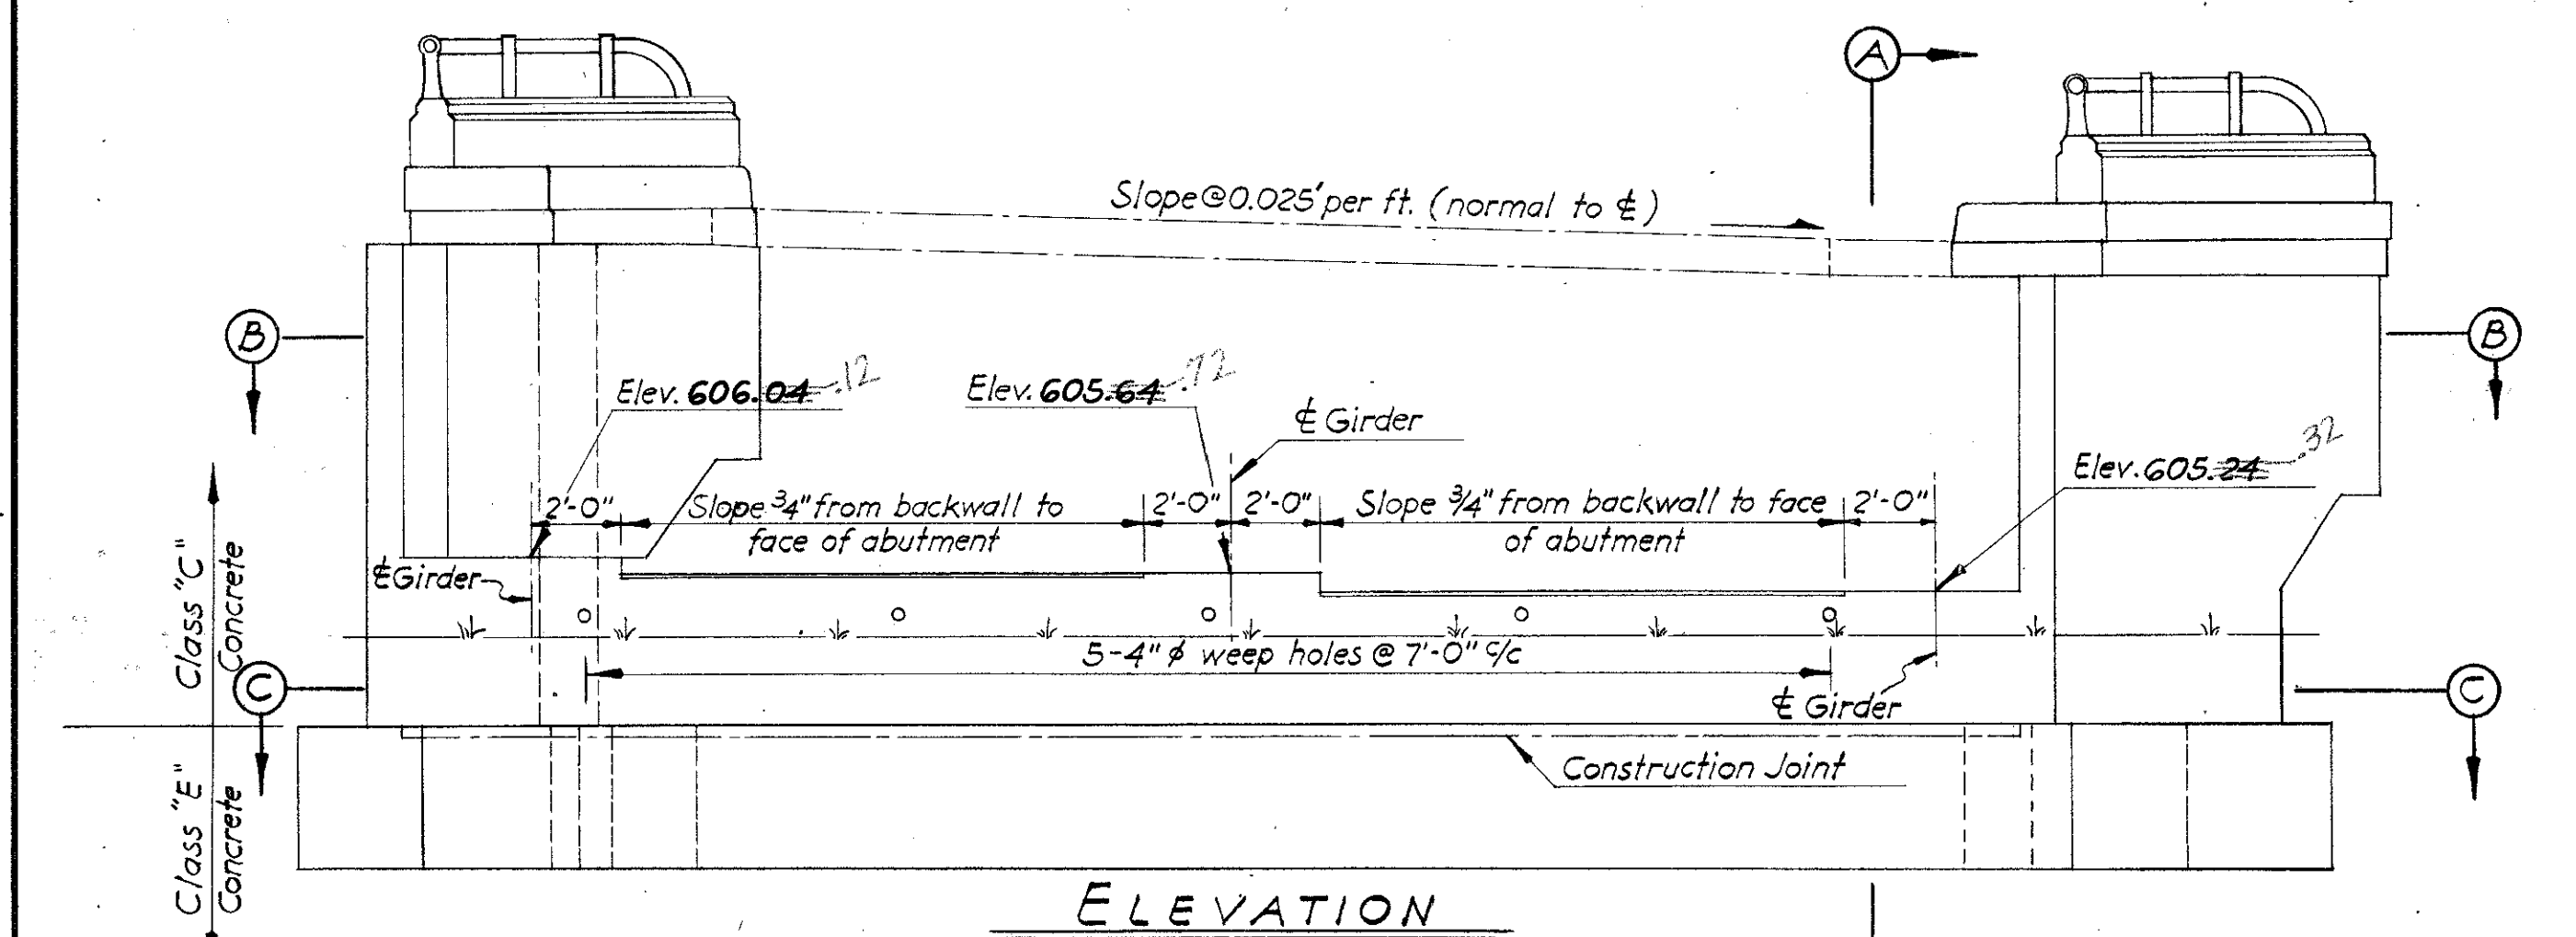 A
Slope@0.025' per ft. (normal to ℄)
B
B
Elev. 606.04 .12
Elev. 605.64 .72
℄ Girder
Elev. 605.24 .32
2'-0"
Slope 3/4" from backwall to
face of abutment
2'-0"
2'-0"
Slope 3/4" from backwall to face
of abutment
2'-0"
℄ Girder
Class "C"
Concrete
5-4" ϕ weep holes @ 7'-0" c/c
C
C
℄ Girder
Construction Joint
Class "E"
Concrete
ELEVATION